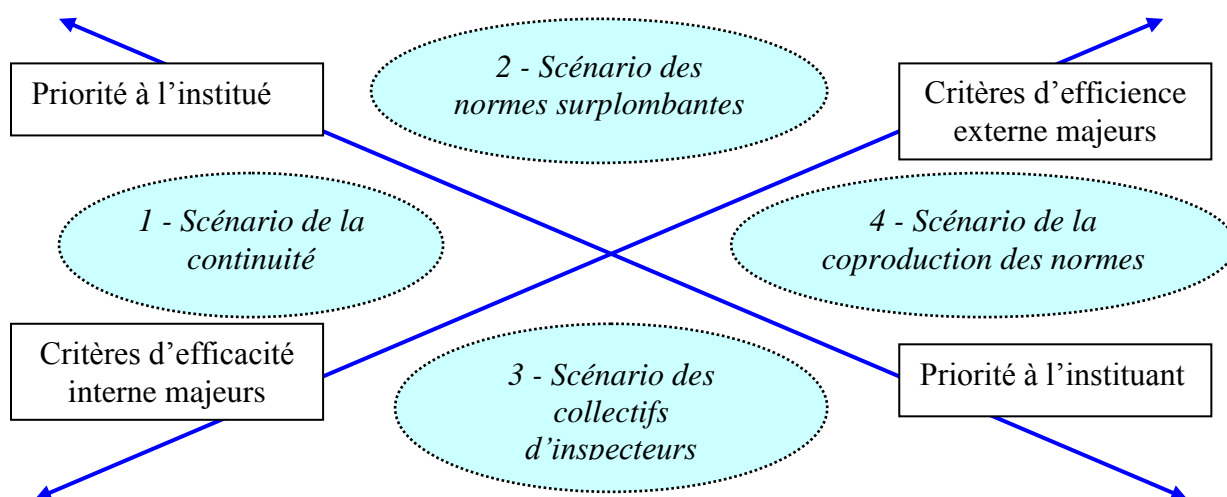 Priorité à l'institué
2 - Scénario des
normes surplombantes
Critères d'efficience
externe majeurs
1 - Scénario de la
continuité
4 - Scénario de la
coproduction des normes
Critères d'efficacité
interne majeurs
3 - Scénario des
collectifs
d'inspecteurs
Priorité à l'instituant